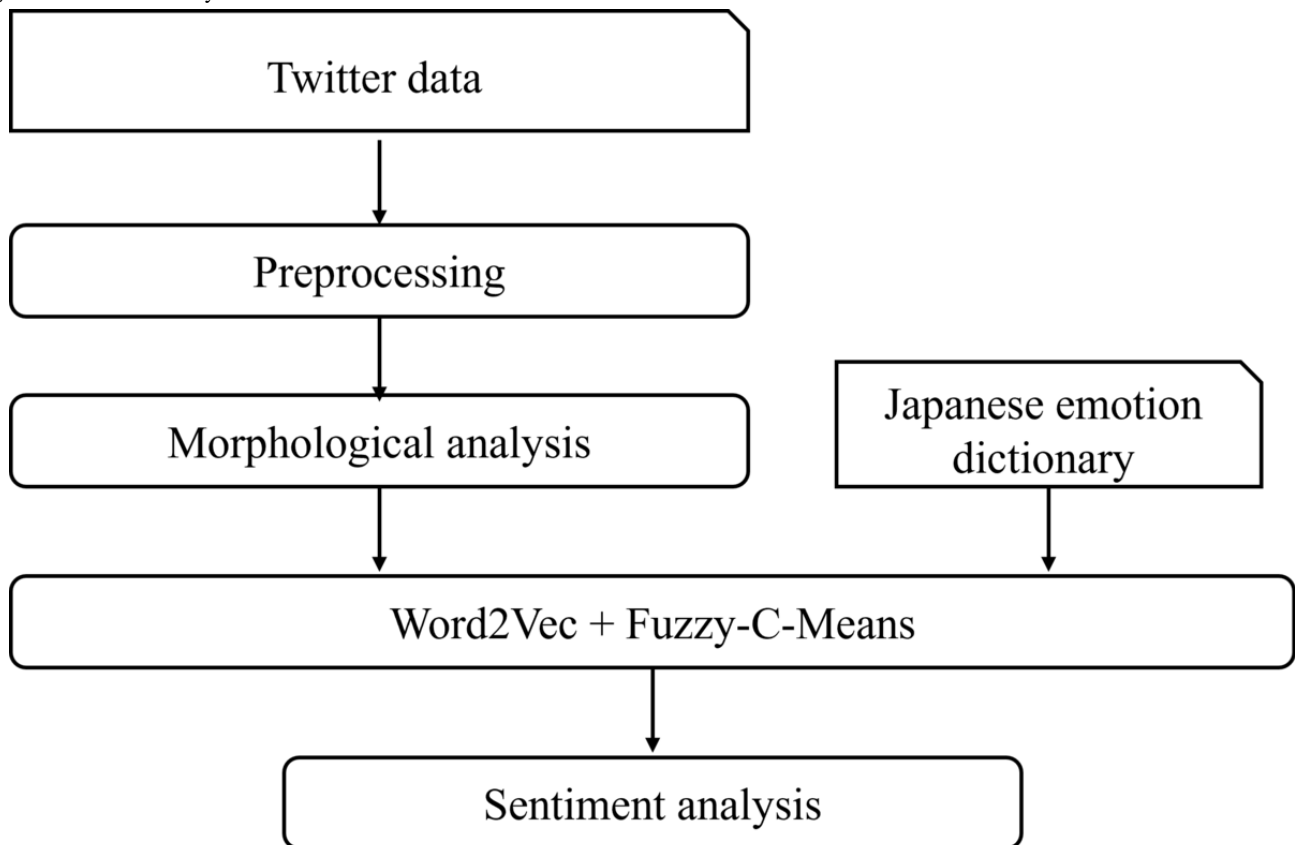 Twitter data
Preprocessing
Morphological analysis
Japanese emotion
dictionary
Word2Vec + Fuzzy-C-Means
Sentiment analysis